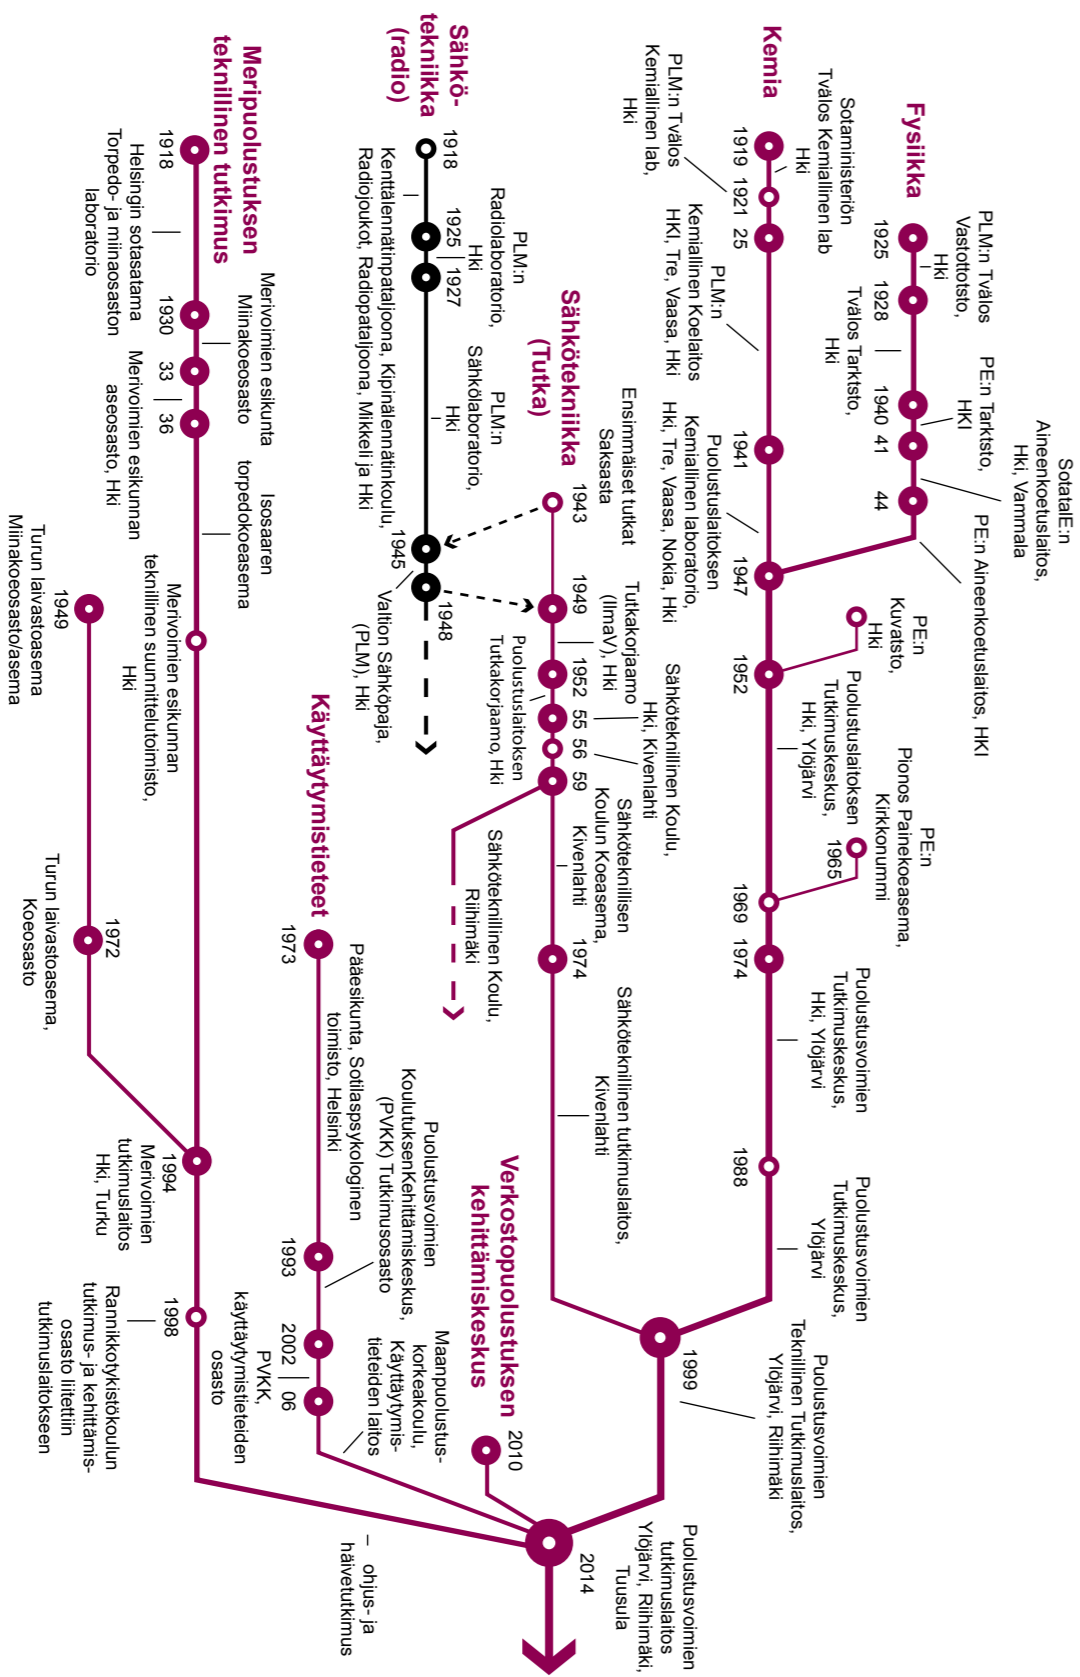 Fysiikka
PLM:n Tvälos
Vastottotsto,
Hki
1925
1928
Tvälos Tarktsto,
Hki
PE:n Tarktsto,
HKI
1940
41
SotatalE:n
Aineenkoetuslaitos,
Hki, Vammala
44
PE:n Aineenkoetuslaitos, HKI
Kemia
1919
Sotaministeriön
Tvälos Kemiallinen lab
Hki
1921
PLM:n Tvälos
Kemiallinen lab,
Hki
25
PLM:n
Kemiallinen Koelaitos
HKI, Tre, Vaasa, Hki
1941
Puolustuslaitoksen
Kemiallinen laboratorio,
Hki, Tre, Vaasa, Nokia, Hki
1947
PE:n
Kuvatsto,
Hki
1952
Puolustuslaitoksen
Tutkimuskeskus,
Hki, Ylöjärvi
PE:n
Pionos Painekoeasema,
Kirkkonummi
1965
1969
1974
Puolustusvoimien
Tutkimuskeskus,
Hki, Ylöjärvi
1988
Puolustusvoimien
Tutkimuskeskus,
Ylöjärvi
1999
Puolustusvoimien
Teknillinen Tutkimuslaitos,
Ylöjärvi, Riihimäki
Sähkötekniikka
(Tutka)
Ensimmäiset tutkat
Saksasta
1943
1949
Tutkakorjaamo
(IlmaV), Hki
1952
Puolustuslaitoksen
Tutkakorjaamo, Hki
55
Sähköteknillinen Koulu,
Hki, Kivenlahti
56
59
Sähköteknillisen
Koulun Koeasema,
Kivenlahti
Sähköteknillinen Koulu,
Riihimäki
1974
Sähköteknillinen tutkimuslaitos,
Kivenlahti
Sähkö-
tekniikka
(radio)
1918
Kenttälennätinpataljoona, Kipinälennätinkoulu,
Radiojoukot, Radiopataljoona, Mikkeli ja Hki
1925
PLM:n
Radiolaboratorio,
Hki
1927
PLM:n
Sähkölaboratorio,
Hki
1945
Valtion Sähköpaja,
(PLM), Hki
1948
Verkostopuolustuksen
kehittämiskeskus
2010
Käyttäytymistieteet
1973
Pääesikunta, Sotilaspsykologinen
toimisto, Helsinki
1993
Puolustusvoimien
KoulutuksenKehittämiskeskus,
(PVKK) Tutkimusosasto
2002
PVKK,
käyttäytymistieteiden
osasto
06
Maanpuolustus-
korkeakoulu,
Käyttäytymis-
tieteiden laitos
Meripuolustuksen
teknillinen tutkimus
1918
Helsingin sotasatama
Torpedo- ja miinaosaston
laboratorio
1930
Merivoimien esikunta
Miinakoeosasto
33
Merivoimien esikunnan
aseosasto, Hki
36
Isosaaren
torpedokoeasema
Merivoimien esikunnan
teknillinen suunnittelutoimisto,
Hki
1949
Turun laivastoasema
Miinakoeosasto/asema
1972
Turun laivastoasema,
Koeosasto
1994
Merivoimien
tutkimuslaitos
Hki, Turku
1998
Rannikkotykistökoulun
tutkimus- ja kehittämis-
osasto liitettiin
tutkimuslaitokseen
2014
Puolustusvoimien
tutkimuslaitos
Ylöjärvi, Riihimäki,
Tuusula
– ohjus- ja
häivetutkimus